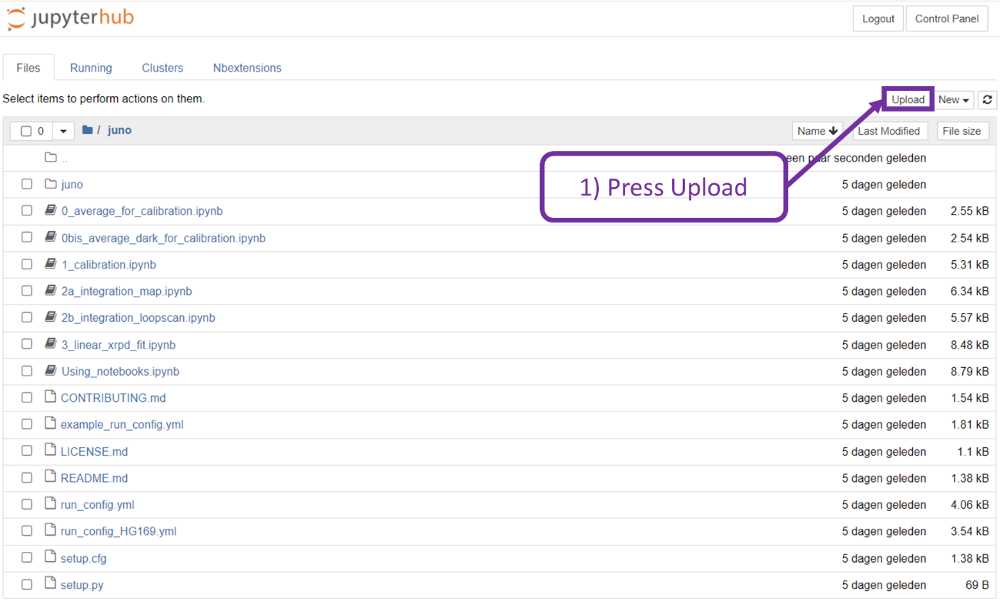 jupyterhub
Logout Control Panel
Files Running Clusters Nbextensions
Select items to perform actions on them.
Upload New
0 / juno Name Last Modified File size
.. een paar seconden geleden
1) Press Upload
juno 5 dagen geleden
0_average_for_calibration.ipynb 5 dagen geleden 2.55 kB
0bis_average_dark_for_calibration.ipynb 5 dagen geleden 2.54 kB
1_calibration.ipynb 5 dagen geleden 5.31 kB
2a_integration_map.ipynb 5 dagen geleden 6.34 kB
2b_integration_loopscan.ipynb 5 dagen geleden 5.57 kB
3_linear_xrpd_fit.ipynb 5 dagen geleden 8.48 kB
Using_notebooks.ipynb 5 dagen geleden 8.79 kB
CONTRIBUTING.md 5 dagen geleden 1.54 kB
example_run_config.yml 5 dagen geleden 1.81 kB
LICENSE.md 5 dagen geleden 1.1 kB
README.md 5 dagen geleden 1.38 kB
run_config.yml 5 dagen geleden 4.06 kB
run_config_HG169.yml 5 dagen geleden 3.54 kB
setup.cfg 5 dagen geleden 1.38 kB
setup.py 5 dagen geleden 69 B